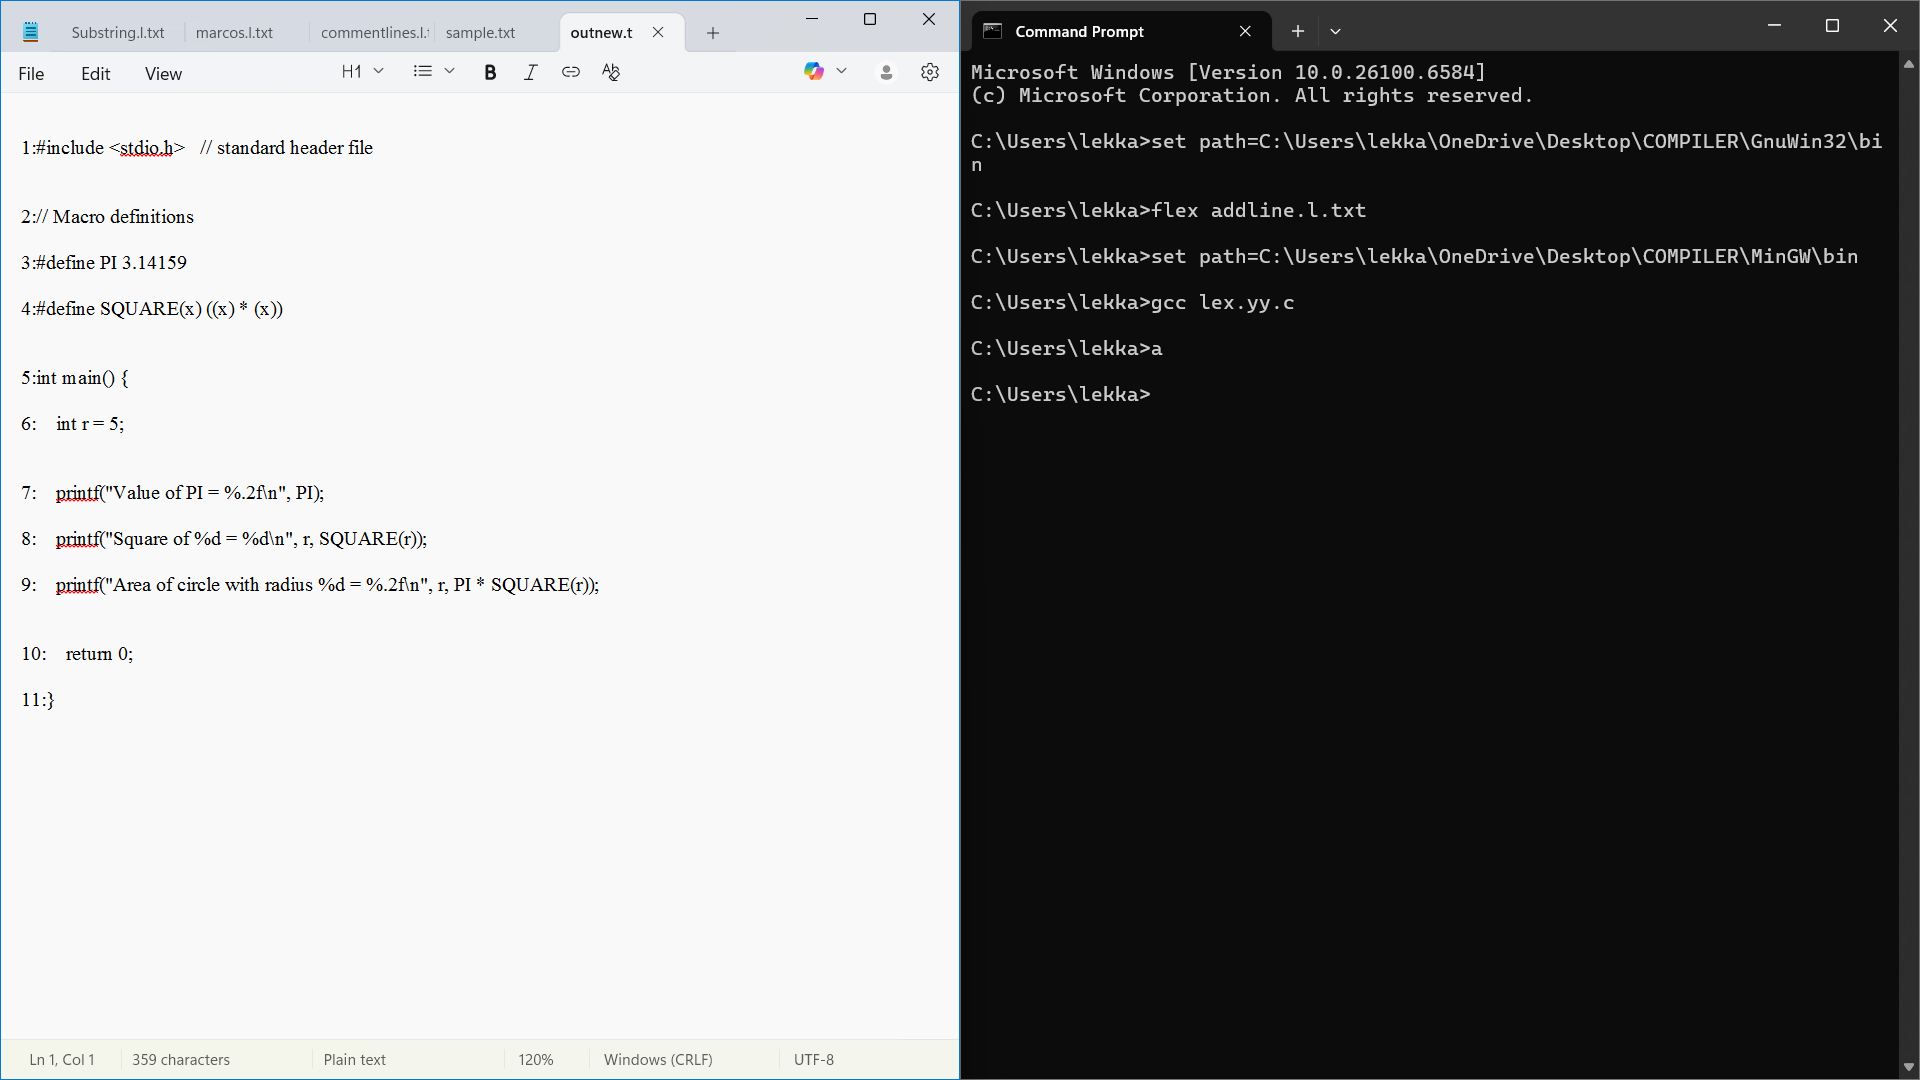 Substring.l.txt
marcos.l.txt
commentlines.l.t
sample.txt
outnew.t
File
Edit
View
H1
B
I
1:#include <stdio.h>   // standard header file
2:// Macro definitions
3:#define PI 3.14159
4:#define SQUARE(x) ((x) * (x))
5:int main() {
6:    int r = 5;
7:    printf("Value of PI = %.2f\n", PI);
8:    printf("Square of %d = %d\n", r, SQUARE(r));
9:    printf("Area of circle with radius %d = %.2f\n", r, PI * SQUARE(r));
10:    return 0;
11:}
Ln 1, Col 1
359 characters
Plain text
120%
Windows (CRLF)
UTF-8
Command Prompt
Microsoft Windows [Version 10.0.26100.6584]
(c) Microsoft Corporation. All rights reserved.
C:\Users\lekka>set path=C:\Users\lekka\OneDrive\Desktop\COMPILER\GnuWin32\bi
n
C:\Users\lekka>flex addline.l.txt
C:\Users\lekka>set path=C:\Users\lekka\OneDrive\Desktop\COMPILER\MinGW\bin
C:\Users\lekka>gcc lex.yy.c
C:\Users\lekka>a
C:\Users\lekka>